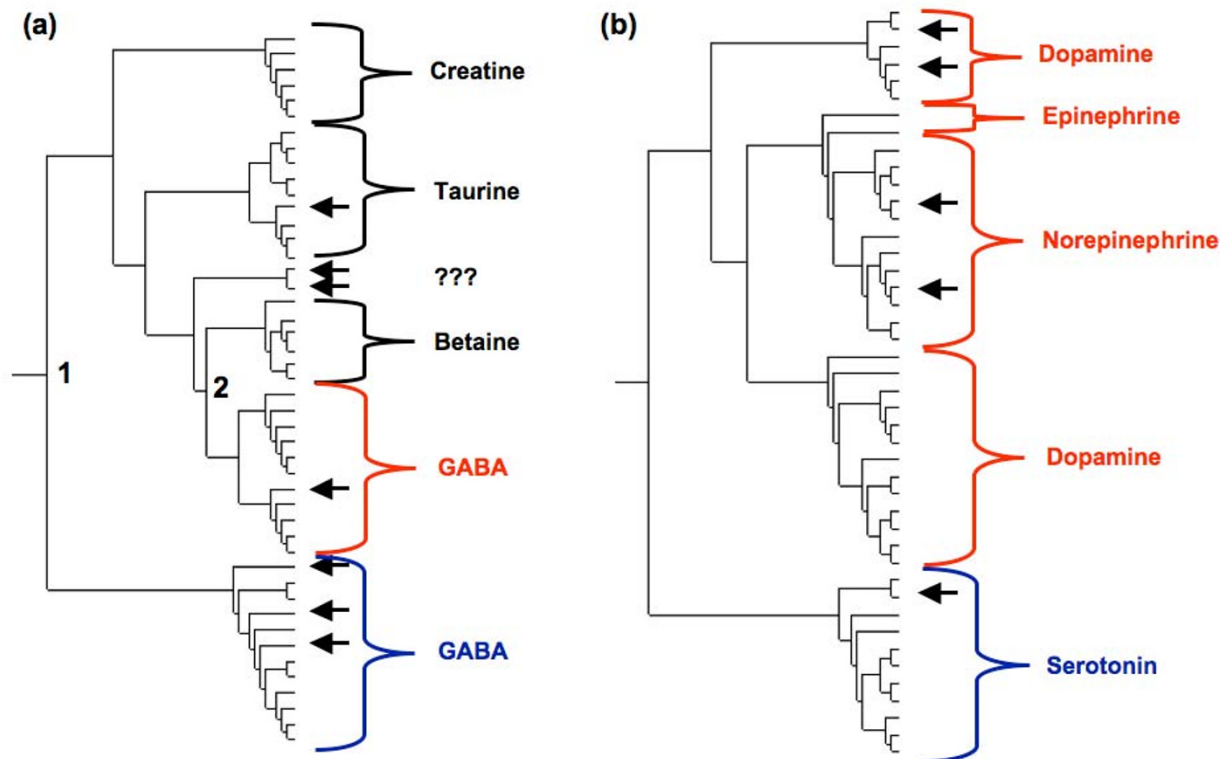 (a)
Creatine
Taurine
???
Betaine
1
2
GABA
GABA
(b)
Dopamine
Epinephrine
Norepinephrine
Dopamine
Serotonin